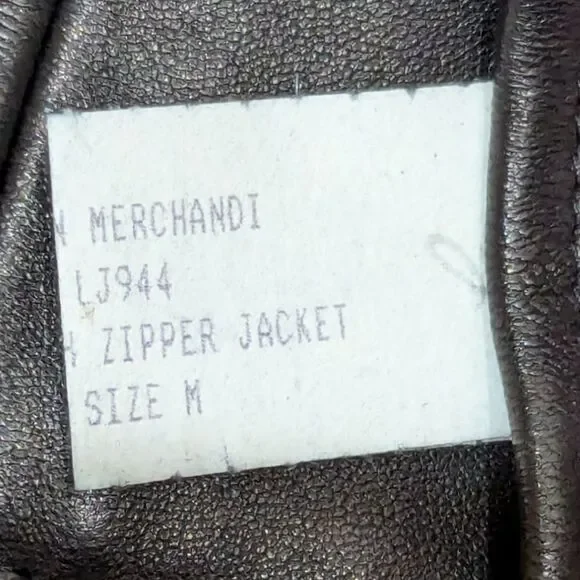 N MERCHANDI
LJ944
H ZIPPER JACKET
SIZE M